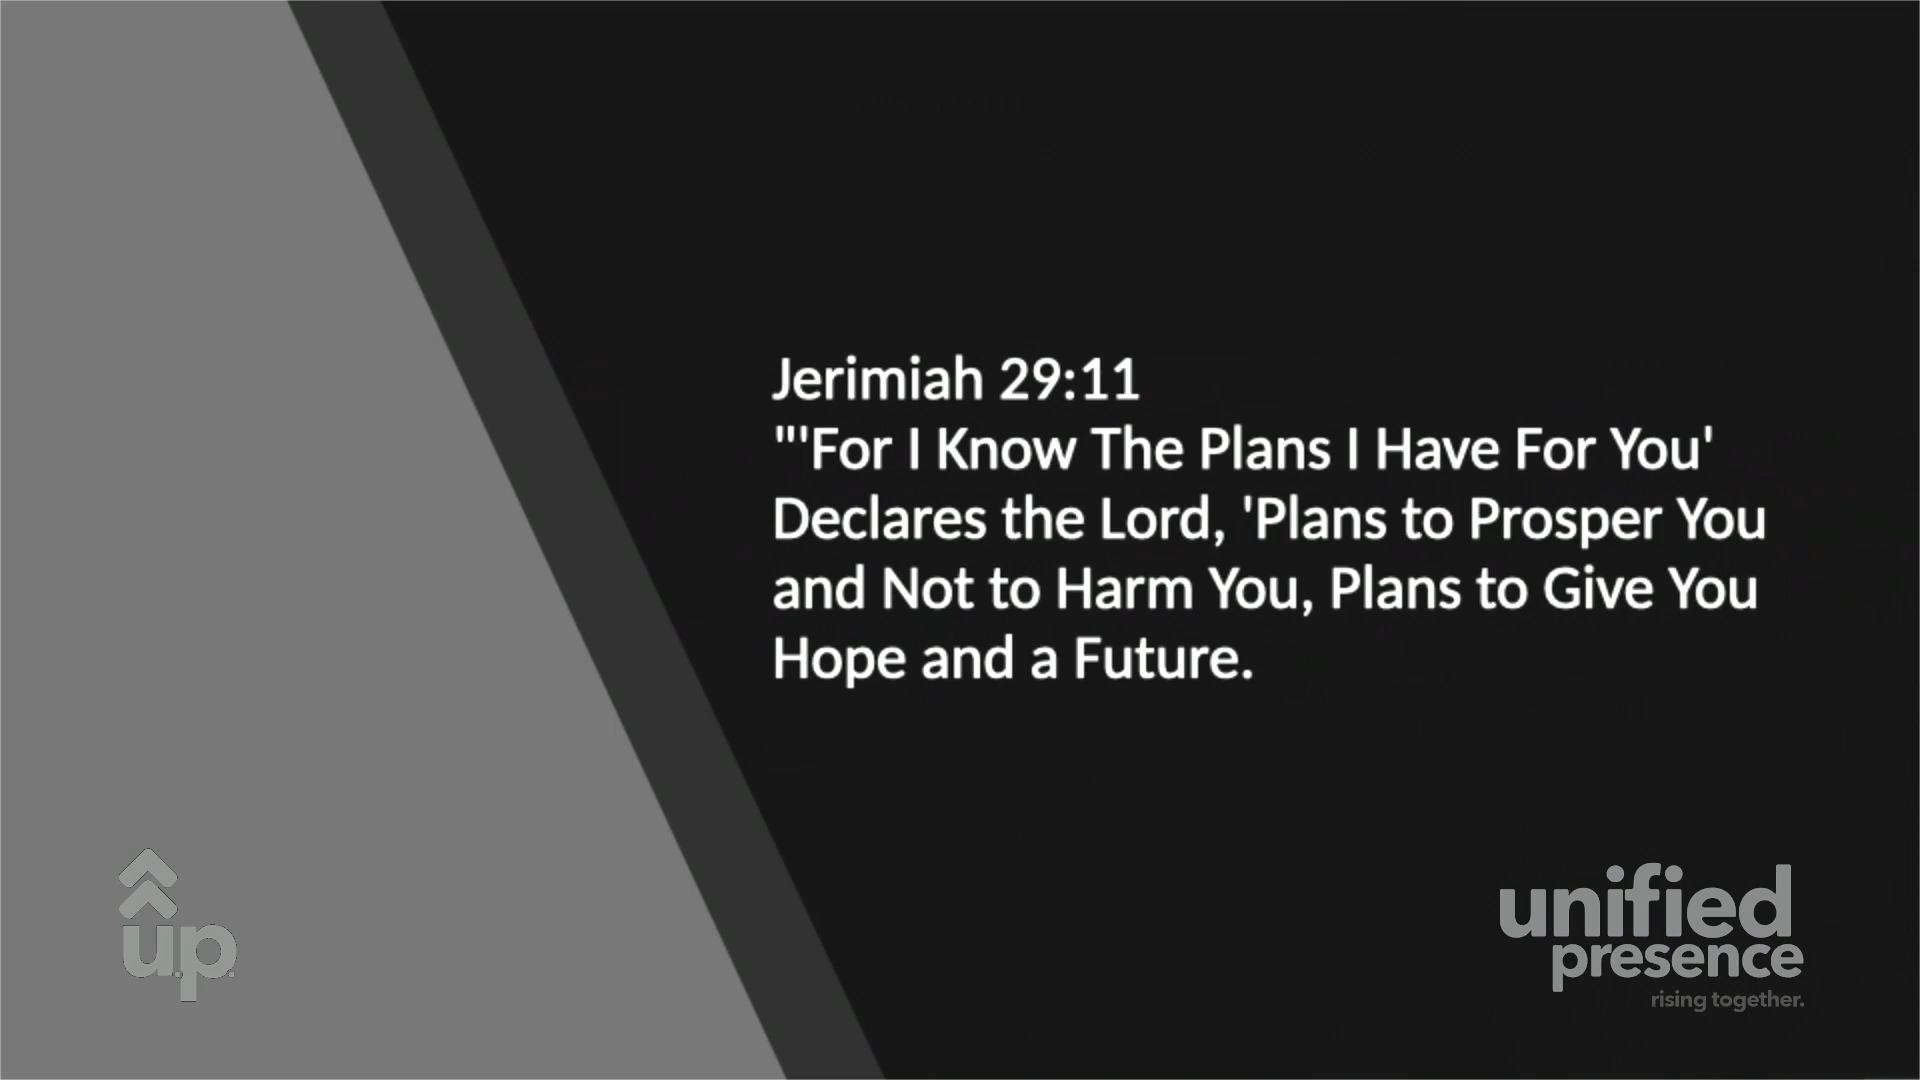 Jerimiah 29:11
"'For I Know The Plans I Have For You'
Declares the Lord, 'Plans to Prosper You
and Not to Harm You, Plans to Give You
Hope and a Future.
u.p.
unified
presence
rising together.